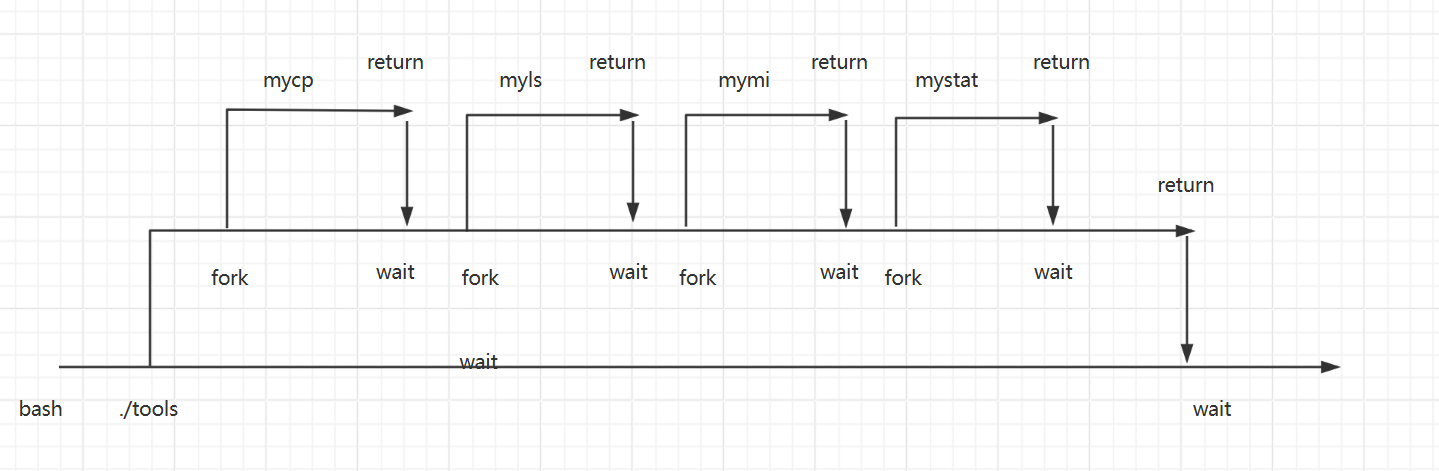 mycp
return
myls
return
mymi
return
mystat
return
return
fork
wait
fork
wait
fork
wait
fork
wait
wait
bash
./tools
wait